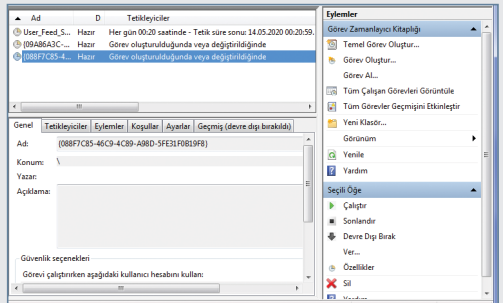 Ad D Tetikleyiciler
User_Feed_S... Hazır Her gün 00:20 saatinde - Tetik süre sonu: 14.05.2020 00:20:59.
{09A86A3C-... Hazır Görev oluşturulduğunda veya değiştirildiğinde
{088F7C85-4... Hazır Görev oluşturulduğunda veya değiştirildiğinde
Genel Tetikleyiciler Eylemler Koşullar Ayarlar Geçmiş (devre dışı bırakıldı)
Ad: {088F7C85-46C9-4C89-A98D-5FE31F0B19F8}
Konum: \
Yazar:
Açıklama:
Güvenlik seçenekleri
Görevi çalıştırırken aşağıdaki kullanıcı hesabını kullan:
Eylemler
Görev Zamanlayıcı Kitaplığı
Temel Görev Oluştur...
Görev Oluştur...
Görev Al...
Tüm Çalışan Görevleri Görüntüle
Tüm Görevler Geçmişini Etkinleştir
Yeni Klasör...
Görünüm
Yenile
Yardım
Seçili Öğe
Çalıştır
Sonlandır
Devre Dışı Bırak
Ver...
Özellikler
Sil
Yardım